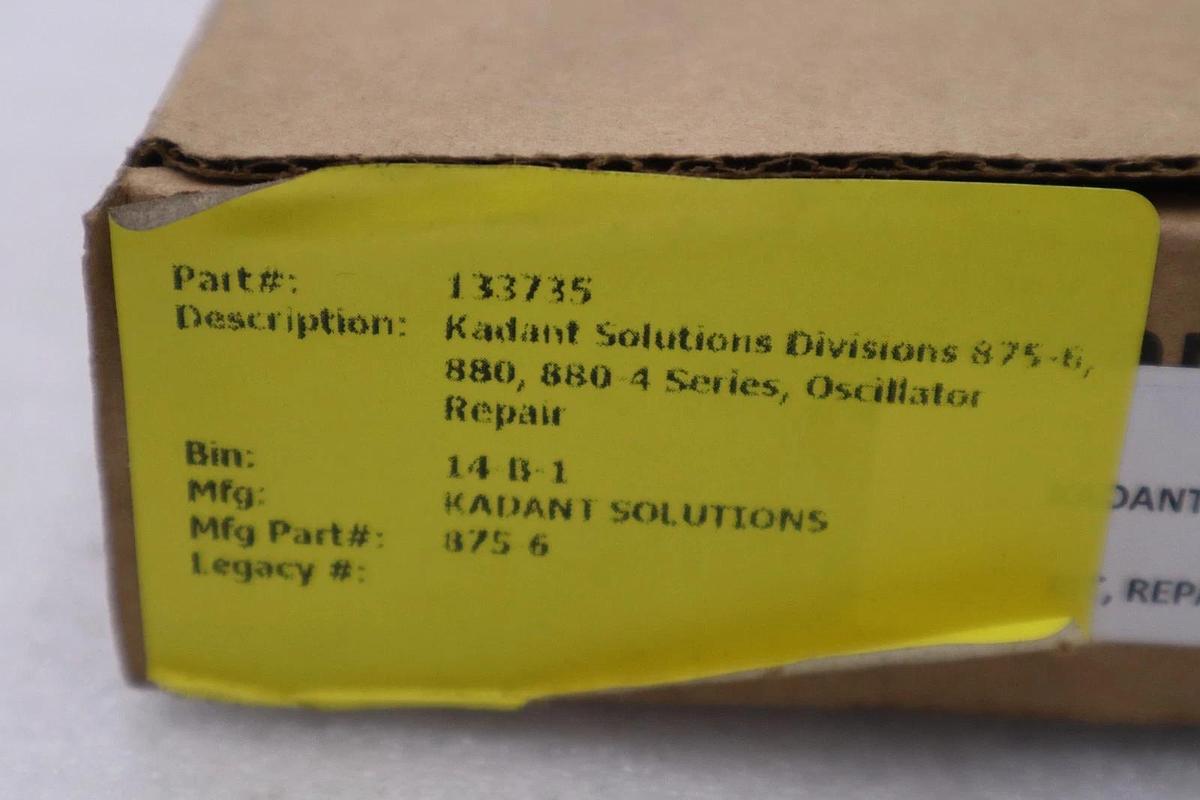 Part#: 133735
Description: Kadant Solutions Divisions 875-6,
880, 880-4 Series, Oscillator
Repair
Bin: 14-B-1
Mfg: KADANT SOLUTIONS
Mfg Part#: 875-6
Legacy #:
DANT
, REPA